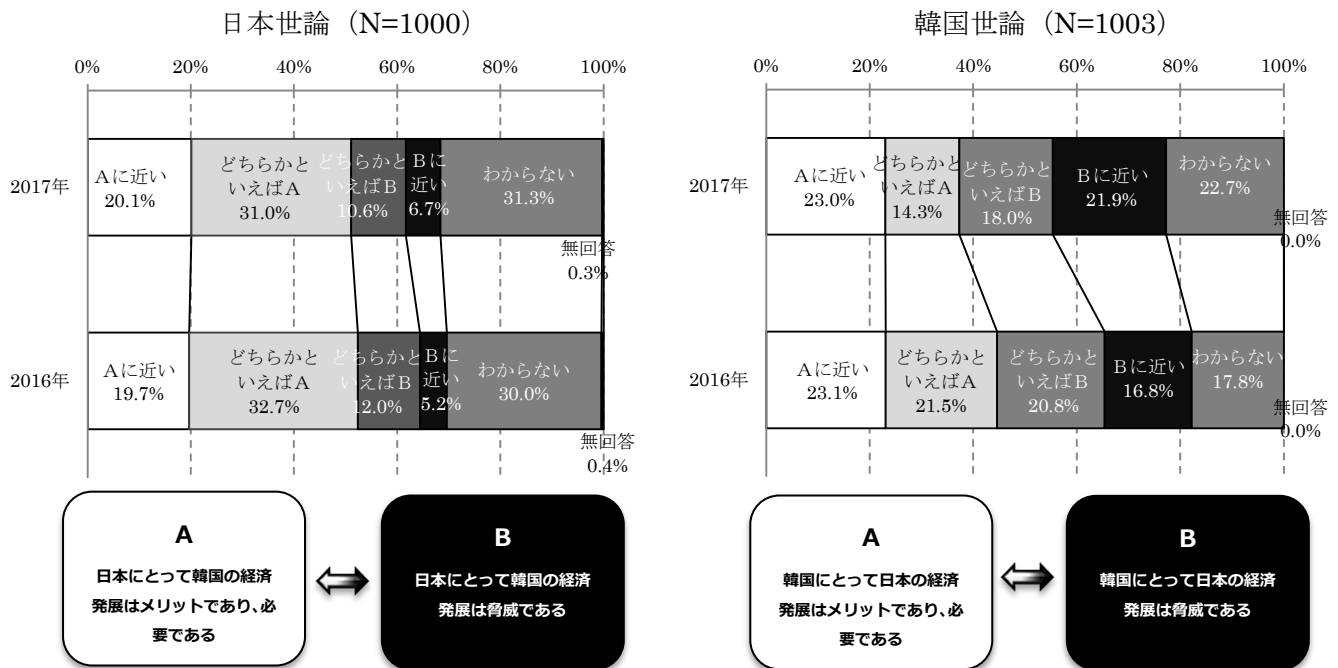 日本世論（N=1000）
0%
20%
40%
60%
80%
100%
2017年
Aに近い
20.1%
どちらかと
いえばA
31.0%
どちらかと
いえばB
10.6%
Bに
近い
6.7%
わからない
31.3%
無回答
0.3%
2016年
Aに近い
19.7%
どちらかと
いえばA
32.7%
どちらかと
いえばB
12.0%
Bに
近い
5.2%
わからない
30.0%
無回答
0.4%
A
日本にとって韓国の経済
発展はメリットであり、必
要である
B
日本にとって韓国の経済
発展は脅威である
韓国世論（N=1003）
0%
20%
40%
60%
80%
100%
2017年
Aに近い
23.0%
どちらかと
いえばA
14.3%
どちらかと
いえばB
18.0%
Bに近い
21.9%
わからない
22.7%
無回答
0.0%
2016年
Aに近い
23.1%
どちらかと
いえばA
21.5%
どちらかと
いえばB
20.8%
Bに近い
16.8%
わからない
17.8%
無回答
0.0%
A
韓国にとって日本の経済
発展はメリットであり、必
要である
B
韓国にとって日本の経済
発展は脅威である